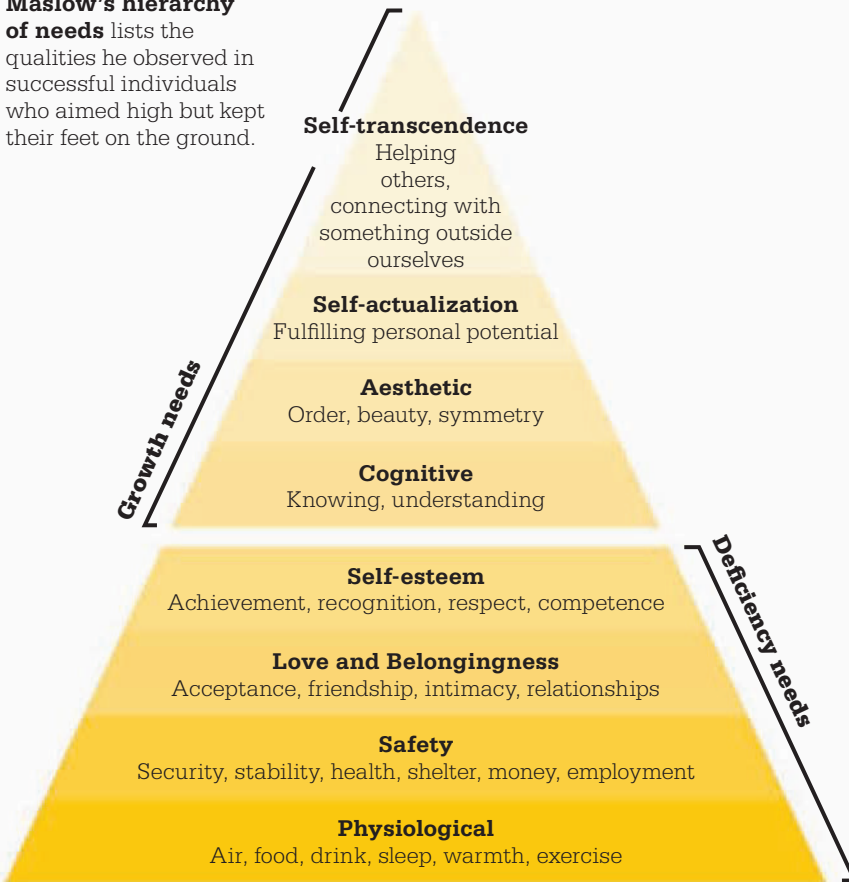 Maslow's hierarchy
of needs lists the
qualities he observed in
successful individuals
who aimed high but kept
their feet on the ground.
Self-transcendence
Helping
others,
connecting with
something outside
ourselves
Self-actualization
Fulfilling personal potential
Aesthetic
Order, beauty, symmetry
Cognitive
Knowing, understanding
Growth needs
Self-esteem
Achievement, recognition, respect, competence
Love and Belongingness
Acceptance, friendship, intimacy, relationships
Safety
Security, stability, health, shelter, money, employment
Physiological
Air, food, drink, sleep, warmth, exercise
Deficiency needs